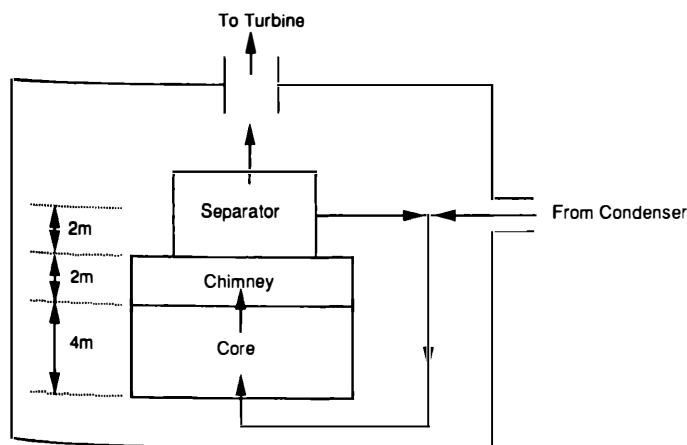 To Turbine
Separator
From Condenser
2m
2m
Chimney
4m
Core